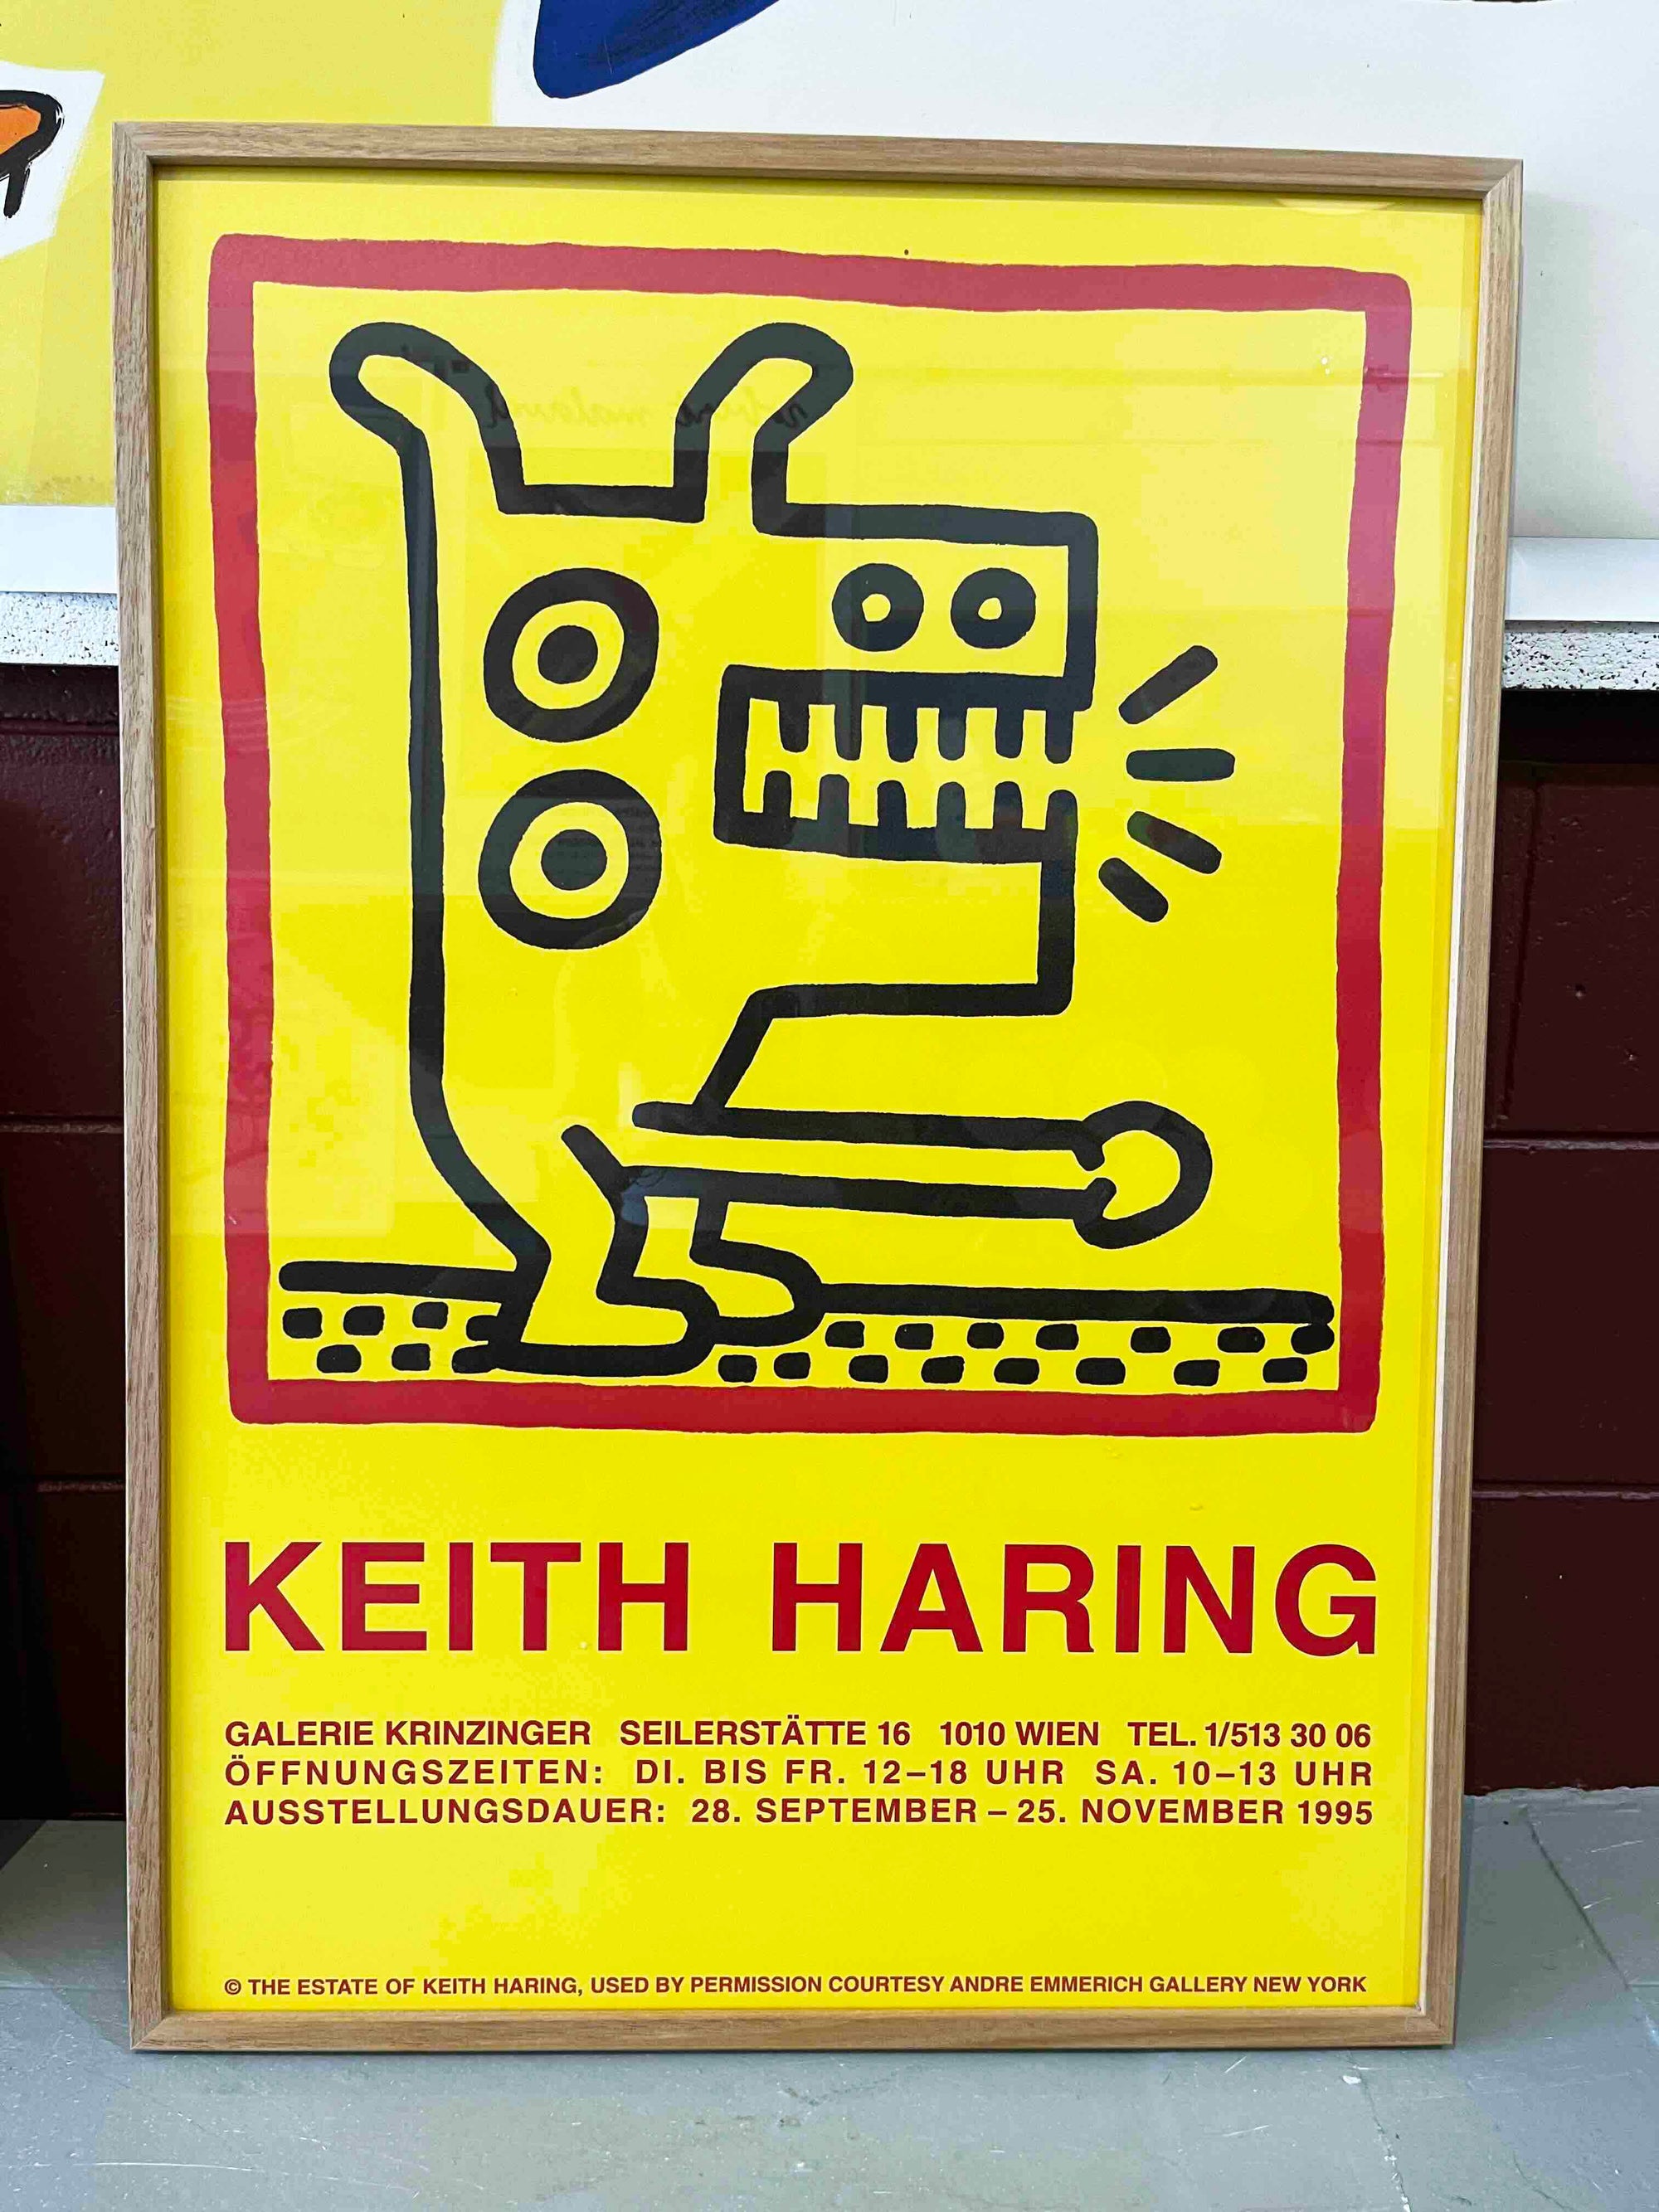 KEITH HARING
GALERIE KRINZINGER SEILERSTÄTTE 16 1010 WIEN TEL. 1/513 30 06
ÖFFNUNGSZEITEN: DI. BIS FR. 12–18 UHR SA. 10–13 UHR
AUSSTELLUNGSDAUER: 28. SEPTEMBER – 25. NOVEMBER 1995
© THE ESTATE OF KEITH HARING, USED BY PERMISSION COURTESY ANDRE EMMERICH GALLERY NEW YORK